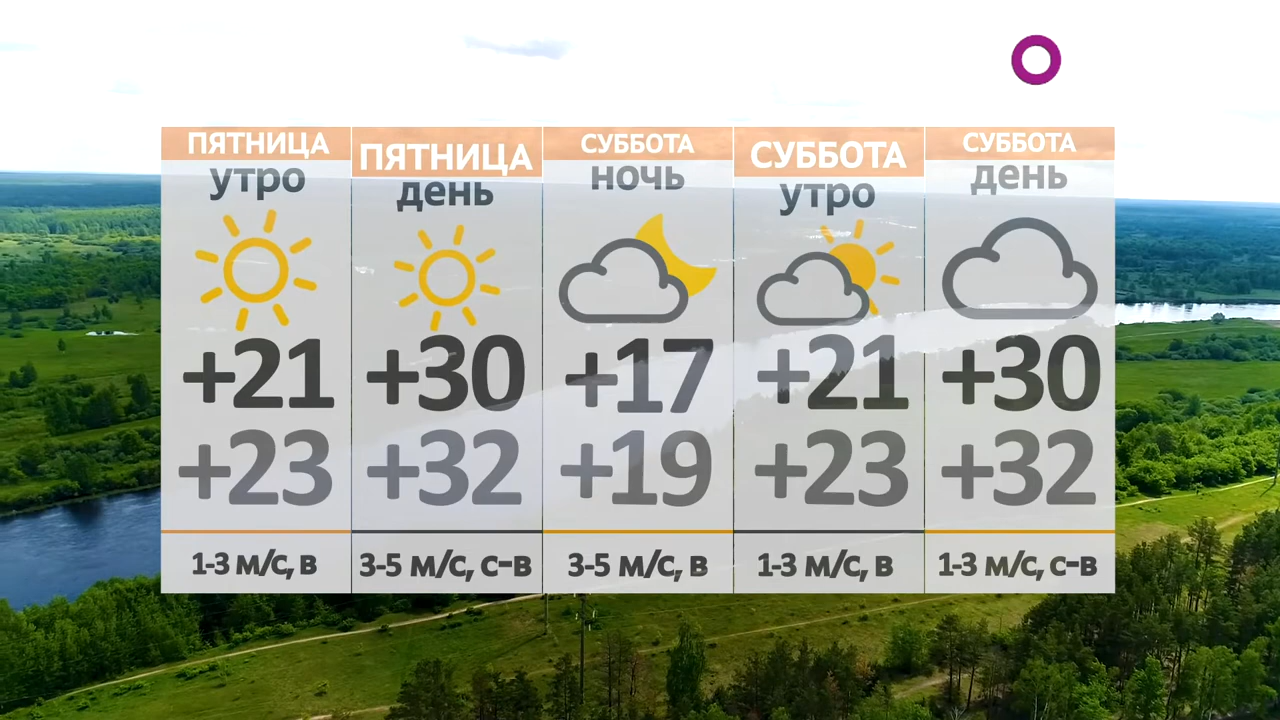 ПЯТНИЦА
утро
+21
+23
1-3 м/с, в
ПЯТНИЦА
день
+30
+32
3-5 м/с, с-в
СУББОТА
ночь
+17
+19
3-5 м/с, в
СУББОТА
утро
+21
+23
1-3 м/с, в
СУББОТА
день
+30
+32
1-3 м/с, с-в